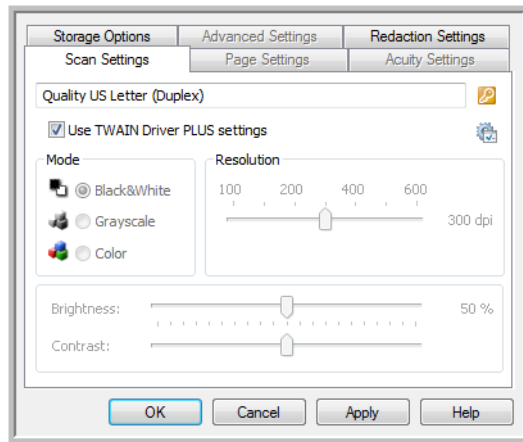 Storage Options Advanced Settings Redaction Settings
Scan Settings Page Settings Acuity Settings
Quality US Letter (Duplex)
Use TWAIN Driver PLUS settings
Mode
Black&White
Grayscale
Color
Resolution
100 200 400 600
300 dpi
Brightness: 50 %
Contrast:
OK Cancel Apply Help